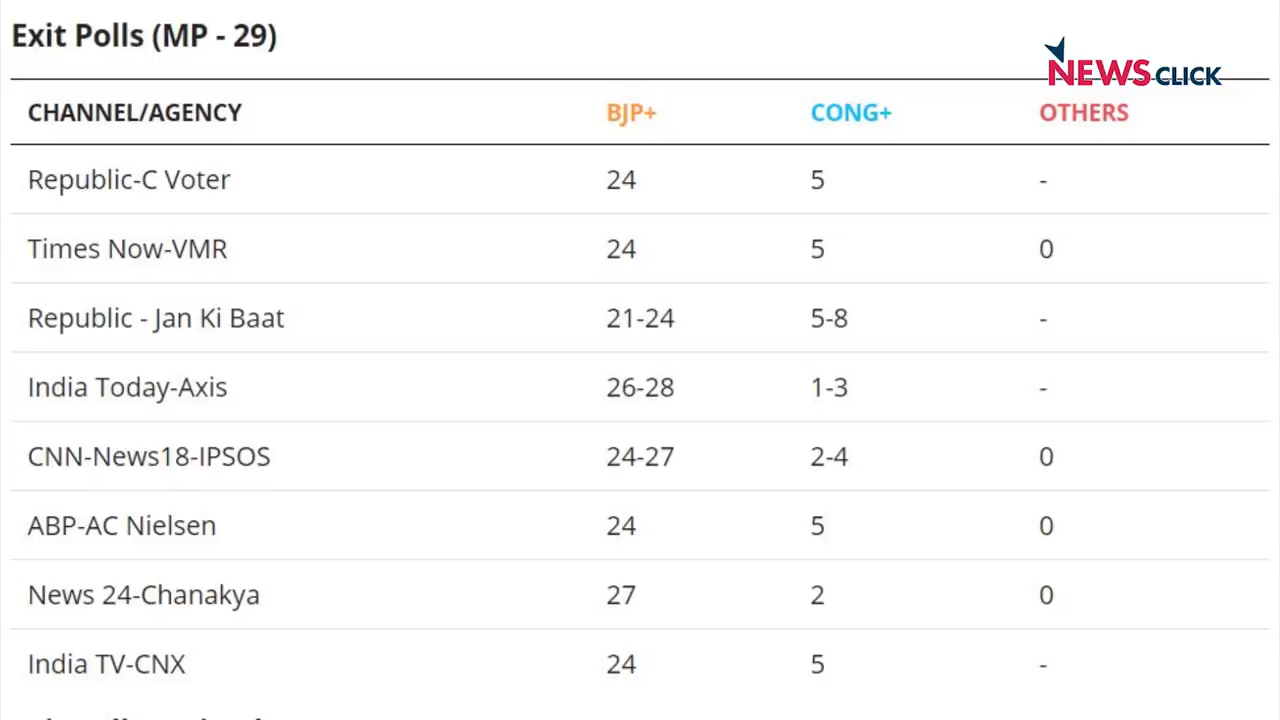 Exit Polls (MP - 29)
NEWSCLICK
CHANNEL/AGENCY BJP+ CONG+ OTHERS
Republic-C Voter 24 5 -
Times Now-VMR 24 5 0
Republic - Jan Ki Baat 21-24 5-8 -
India Today-Axis 26-28 1-3 -
CNN-News18-IPSOS 24-27 2-4 0
ABP-AC Nielsen 24 5 0
News 24-Chanakya 27 2 0
India TV-CNX 24 5 -